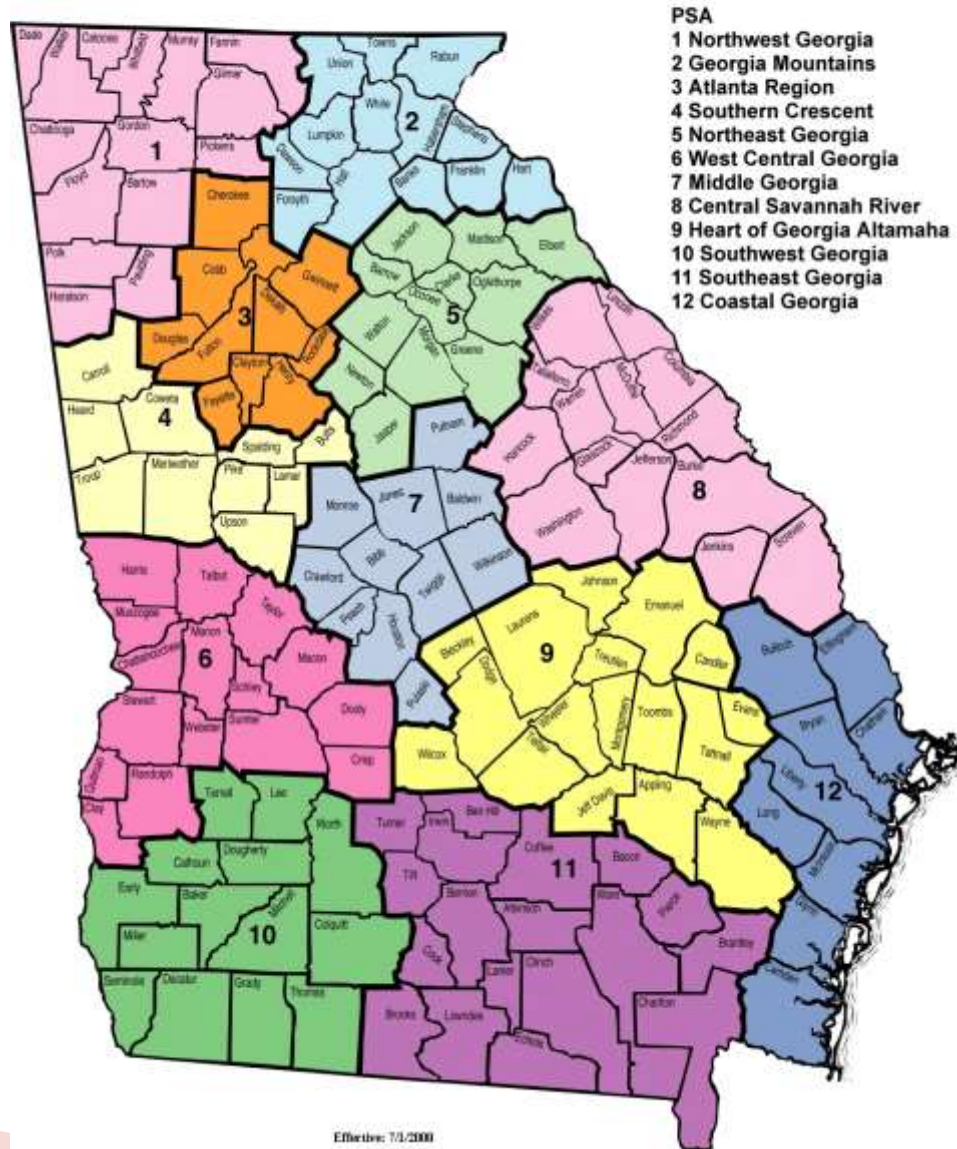 PSA
1 Northwest Georgia
2 Georgia Mountains
3 Atlanta Region
4 Southern Crescent
5 Northeast Georgia
6 West Central Georgia
7 Middle Georgia
8 Central Savannah River
9 Heart of Georgia Altamaha
10 Southwest Georgia
11 Southeast Georgia
12 Coastal Georgia
Dade
Walker
Catoosa
Whitfield
Murray
Fannin
Gilmer
Chattooga
Gordon
1
Pickens
Floyd
Bartow
Polk
Paulding
Haralson
Towns
Union
Rabun
White
2
Habersham
Stephens
Lumpkin
Dawson
Hall
Banks
Franklin
Hart
Forsyth
Cherokee
Cobb
Gwinnett
Dekalb
3
Douglas
Fulton
Rockdale
Clayton
Henry
Fayette
Jackson
Madison
Elbert
Barrow
Clarke
Oconee
Oglethorpe
5
Walton
Morgan
Greene
Newton
Jasper
Carroll
Coweta
Heard
4
Spalding
Butts
Troup
Meriwether
Pike
Lamar
Upson
Putnam
Monroe
Jones
7
Baldwin
Bibb
Crawford
Twiggs
Wilkinson
Peach
Houston
Pulaski
Wilkes
Lincoln
Taliaferro
Warren
McDuffie
Columbia
Richmond
Hancock
Glascock
Jefferson
Burke
8
Washington
Jenkins
Screven
Harris
Talbot
Muscogee
Taylor
Chattahoochee
Marion
6
Macon
Schley
Stewart
Webster
Sumter
Dooly
Crisp
Quitman
Randolph
Clay
Johnson
Emanuel
Laurens
Bleckley
Dodge
9
Treutlen
Candler
Wheeler
Montgomery
Toombs
Evans
Tattnall
Wilcox
Telfair
Jeff Davis
Appling
Wayne
Bulloch
Effingham
Bryan
Chatham
Liberty
12
Long
McIntosh
Glynn
Camden
Terrell
Lee
Worth
Calhoun
Dougherty
Early
Baker
Mitchell
Miller
10
Colquitt
Seminole
Decatur
Grady
Thomas
Turner
Irwin
Ben Hill
Coffee
11
Bacon
Tift
Berrien
Atkinson
Ware
Pierce
Brantley
Cook
Lanier
Clinch
Charlton
Brooks
Lowndes
Echols
Effective: 7/1/2008